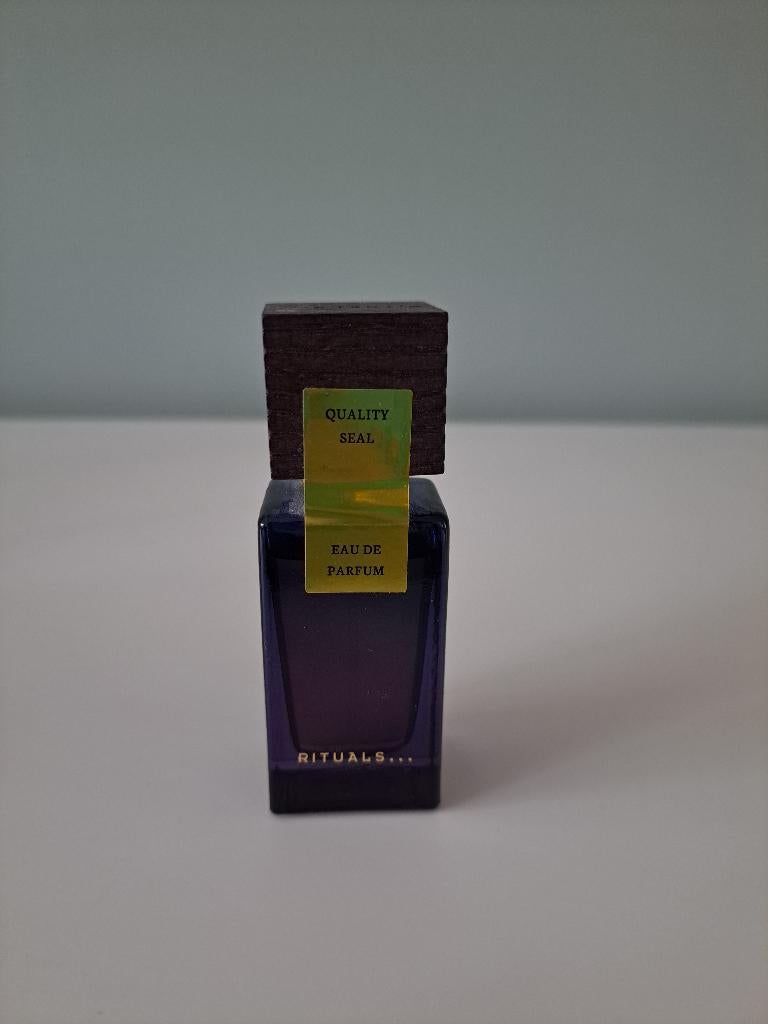 QUALITY
SEAL
EAU DE
PARFUM
RITUALS...